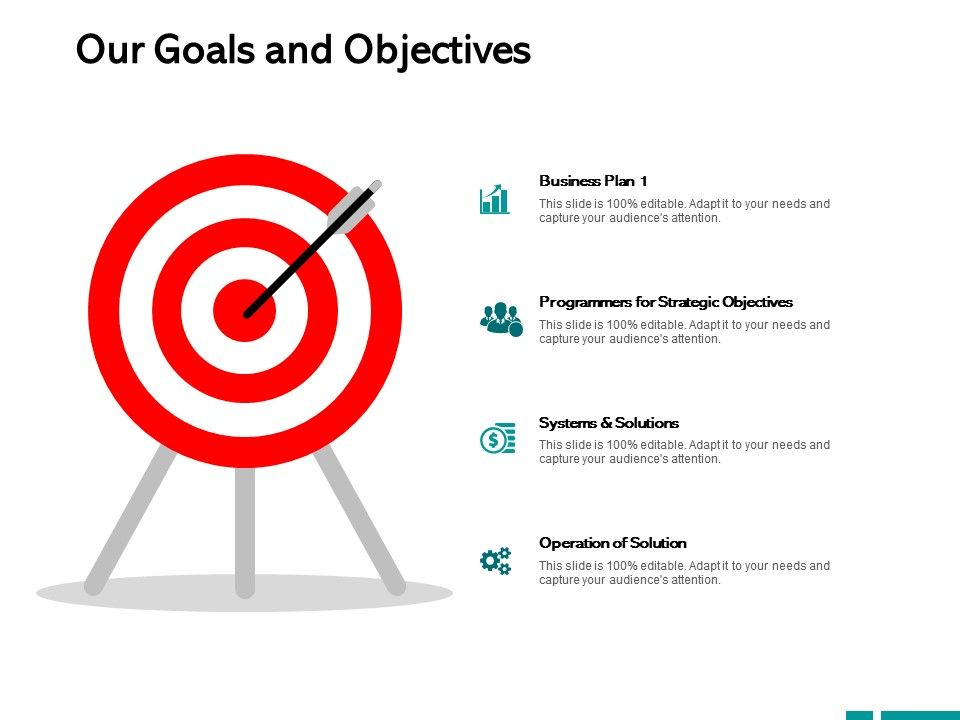 Our Goals and Objectives
Business Plan 1
This slide is 100% editable. Adapt it to your needs and
capture your audience's attention.
Programmers for Strategic Objectives
This slide is 100% editable. Adapt it to your needs and
capture your audience's attention.
$
Systems & Solutions
This slide is 100% editable. Adapt it to your needs and
capture your audience's attention.
Operation of Solution
This slide is 100% editable. Adapt it to your needs and
capture your audience's attention.